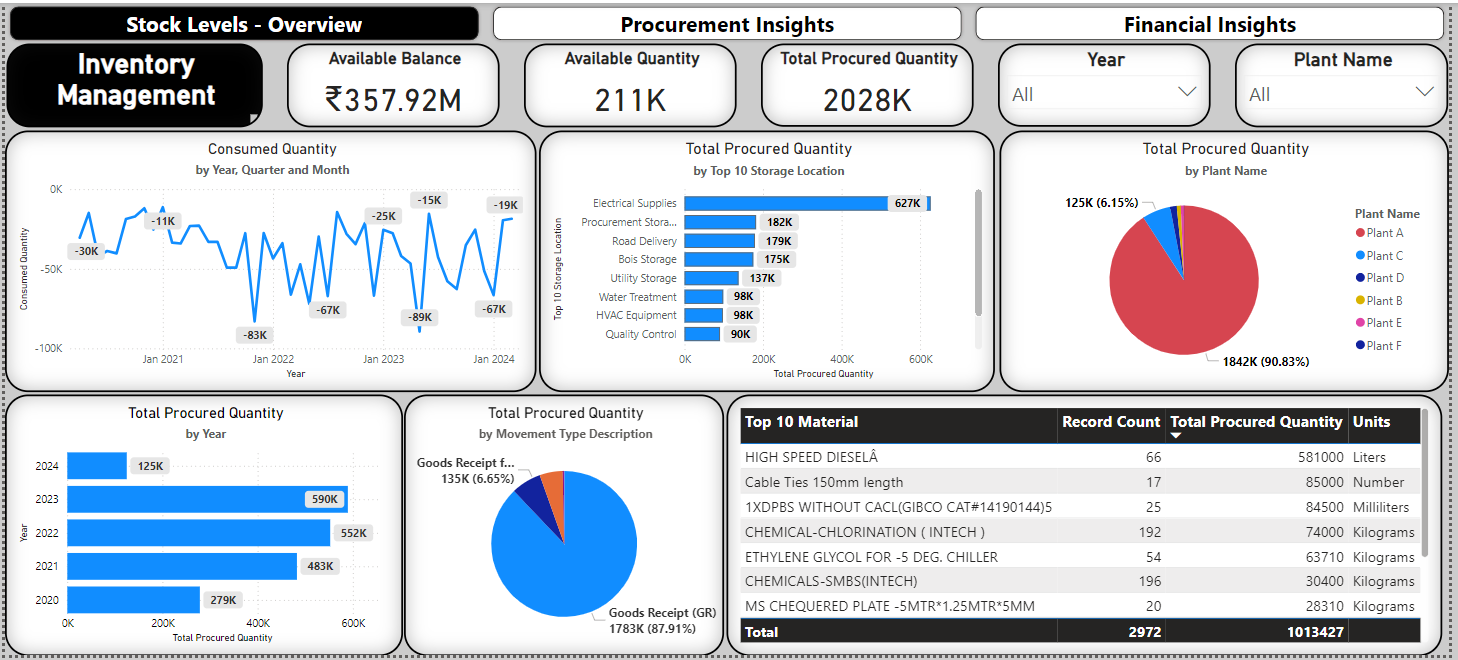 Stock Levels - Overview
Procurement Insights
Financial Insights
Inventory
Management
Available Balance
₹357.92M
Available Quantity
211K
Total Procured Quantity
2028K
Year
All
Plant Name
All
Consumed Quantity
by Year, Quarter and Month
Consumed Quantity
0K
-50K
-100K
-30K
-11K
-83K
-67K
-25K
-15K
-89K
-19K
-67K
Jan 2021
Jan 2022
Jan 2023
Jan 2024
Year
Total Procured Quantity
by Top 10 Storage Location
Top 10 Storage Location
Electrical Supplies 627K
Procurement Stora... 182K
Road Delivery 179K
Bois Storage 175K
Utility Storage 137K
Water Treatment 98K
HVAC Equipment 98K
Quality Control 90K
0K 200K 400K 600K
Total Procured Quantity
Total Procured Quantity
by Plant Name
125K (6.15%)
1842K (90.83%)
Plant Name
Plant A
Plant C
Plant D
Plant B
Plant E
Plant F
Total Procured Quantity
by Year
Year
2024 125K
2023 590K
2022 552K
2021 483K
2020 279K
0K 200K 400K 600K
Total Procured Quantity
Total Procured Quantity
by Movement Type Description
Goods Receipt f...
135K (6.65%)
Goods Receipt (GR)
1783K (87.91%)
Top 10 Material Record Count Total Procured Quantity Units
HIGH SPEED DIESELÂ 66 581000 Liters
Cable Ties 150mm length 17 85000 Number
1XDPBS WITHOUT CACL(GIBCO CAT#14190144)5 25 84500 Milliliters
CHEMICAL-CHLORINATION ( INTECH ) 192 74000 Kilograms
ETHYLENE GLYCOL FOR -5 DEG. CHILLER 54 63710 Kilograms
CHEMICALS-SMBS(INTECH) 196 30400 Kilograms
MS CHEQUERED PLATE -5MTR*1.25MTR*5MM 20 28310 Kilograms
Total 2972 1013427